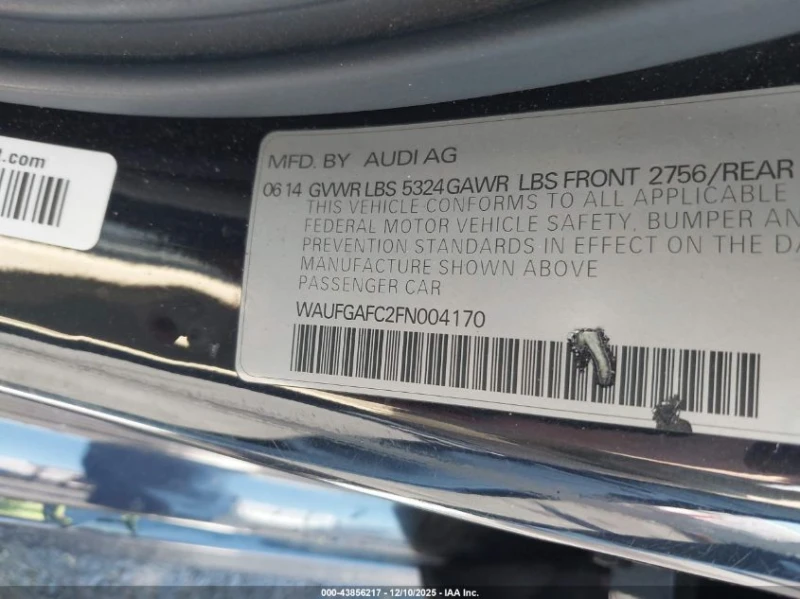 l.com
MFD. BY AUDI AG
06 14 GVWR LBS 5324 GAWR LBS FRONT 2756/REAR
THIS VEHICLE CONFORMS TO ALL APPLICABLE
FEDERAL MOTOR VEHICLE SAFETY, BUMPER AN
PREVENTION STANDARDS IN EFFECT ON THE DA
MANUFACTURE SHOWN ABOVE
PASSENGER CAR
WAUFGAFC2FN004170
000-43856217 - 12/10/2025 - IAA Inc.